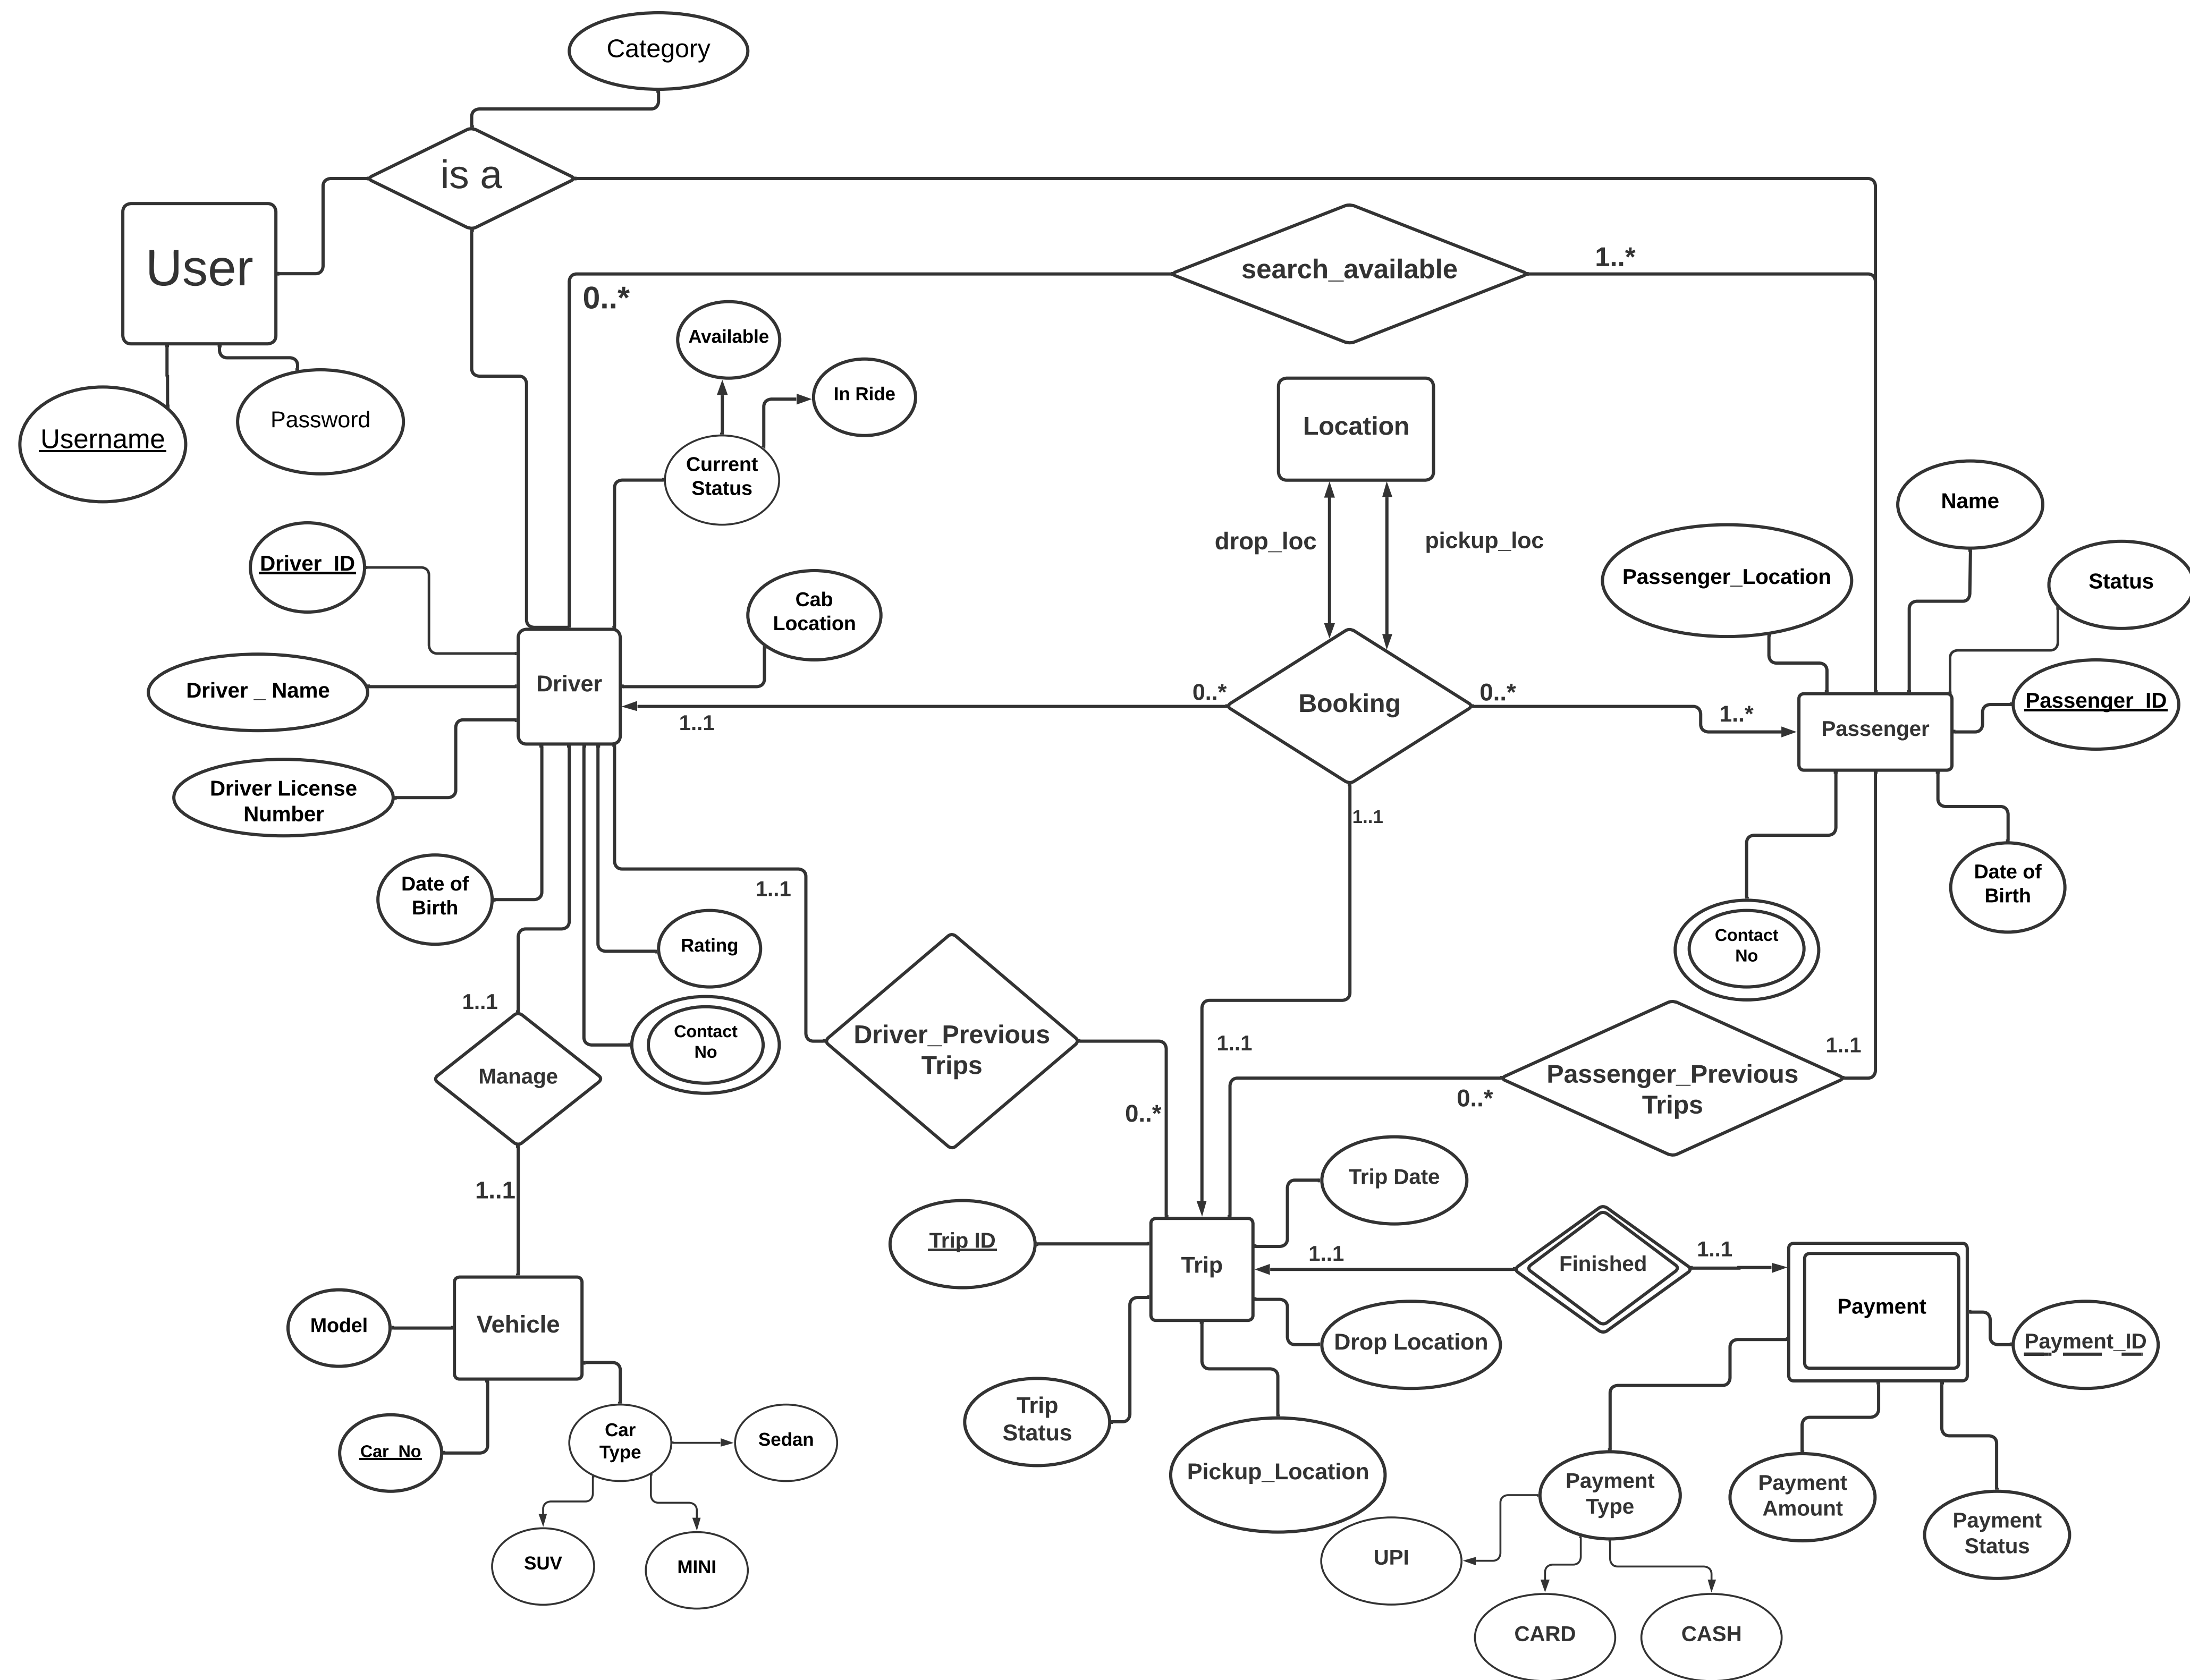 Category
is a
User
search_available
1..*
0..*
Available
In Ride
Current
Status
Username
Password
Location
drop_loc
pickup_loc
Name
Passenger_Location
Status
Driver_ID
Cab
Location
Driver _ Name
Driver
0..*
Booking
0..*
1..1
1..*
Passenger
Passenger_ID
Driver License
Number
1..1
Date of
Birth
1..1
Date of
Birth
Rating
Contact
No
Contact
No
1..1
Manage
Driver_Previous
Trips
1..1
0..*
0..*
Passenger_Previous
Trips
1..1
1..1
Trip Date
Trip ID
Trip
1..1
Finished
1..1
Payment
Payment_ID
Model
Vehicle
Drop Location
Trip
Status
Pickup_Location
Car_No
Car
Type
Sedan
SUV
MINI
Payment
Type
Payment
Amount
Payment
Status
UPI
CARD
CASH